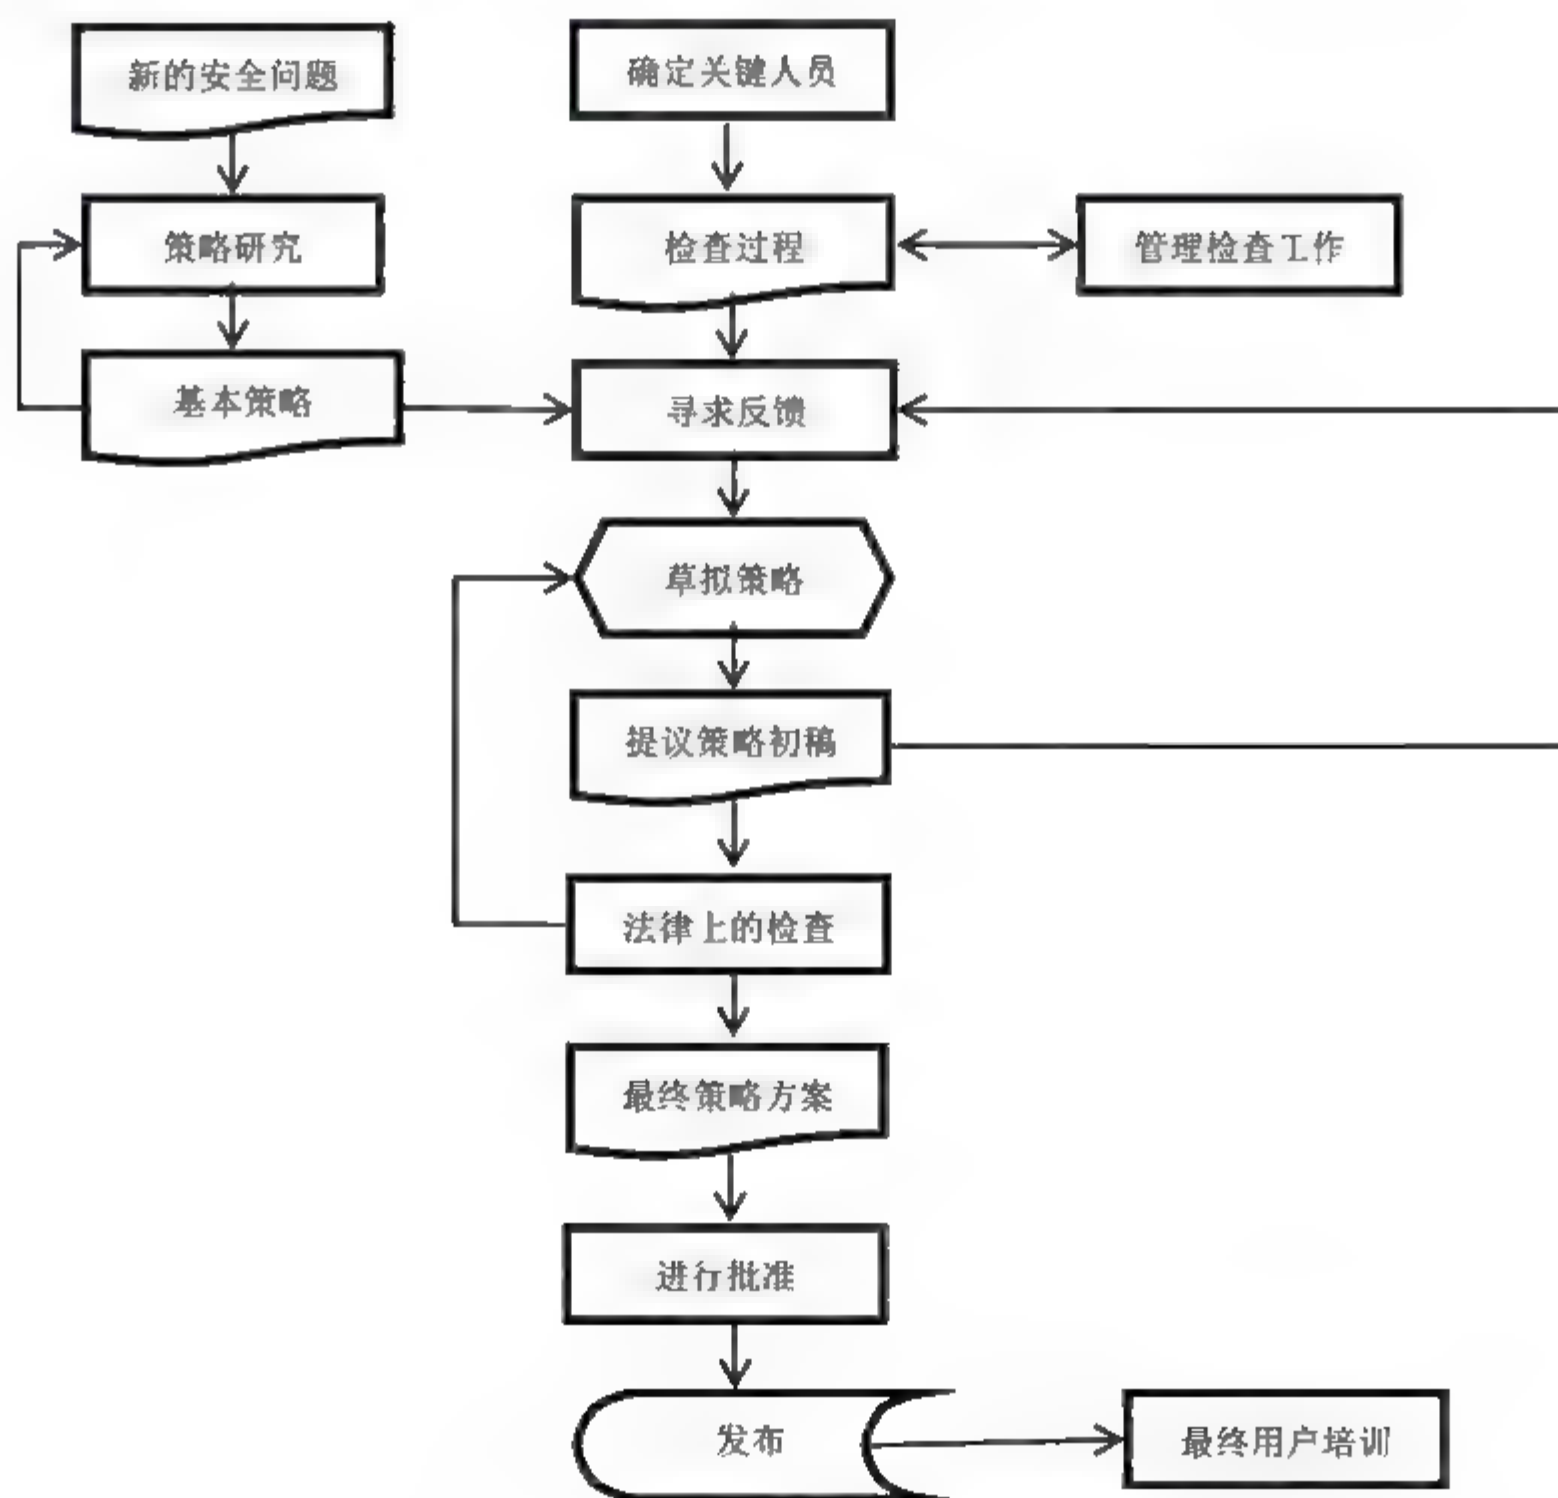 新的安全问题
确定关键人员
策略研究
检查过程
管理检查工作
基本策略
寻求反馈
草拟策略
提议策略初稿
法律上的检查
最终策略方案
进行批准
发布
最终用户培训